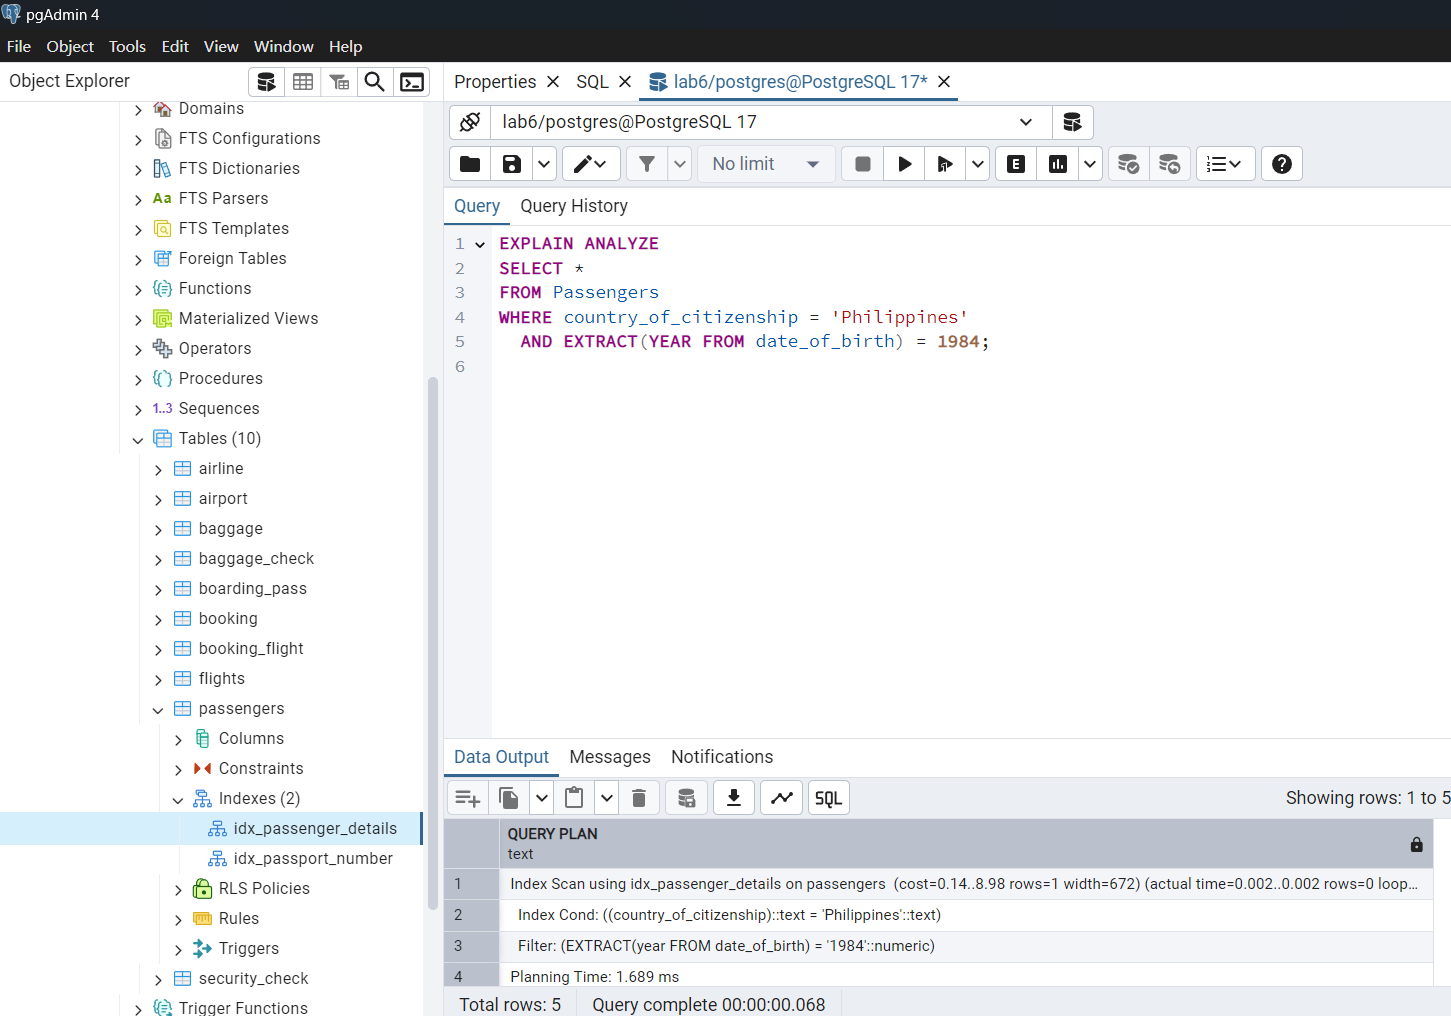 pgAdmin 4
File Object Tools Edit View Window Help
Object Explorer
Properties SQL lab6/postgres@PostgreSQL 17*
lab6/postgres@PostgreSQL 17
No limit
E
Query Query History
1 EXPLAIN ANALYZE
2 SELECT *
3 FROM Passengers
4 WHERE country_of_citizenship = 'Philippines'
5 AND EXTRACT(YEAR FROM date_of_birth) = 1984;
6
Domains
FTS Configurations
FTS Dictionaries
Aa FTS Parsers
FTS Templates
Foreign Tables
Functions
Materialized Views
Operators
Procedures
1..3 Sequences
Tables (10)
airline
airport
baggage
baggage_check
boarding_pass
booking
booking_flight
flights
passengers
Columns
Constraints
Indexes (2)
idx_passenger_details
idx_passport_number
RLS Policies
Rules
Triggers
security_check
Trigger Functions
Data Output Messages Notifications
SQL
Showing rows: 1 to 5
QUERY PLAN
text
1 Index Scan using idx_passenger_details on passengers (cost=0.14..8.98 rows=1 width=672) (actual time=0.002..0.002 rows=0 loop...
2 Index Cond: ((country_of_citizenship)::text = 'Philippines'::text)
3 Filter: (EXTRACT(year FROM date_of_birth) = '1984'::numeric)
4 Planning Time: 1.689 ms
Total rows: 5 Query complete 00:00:00.068